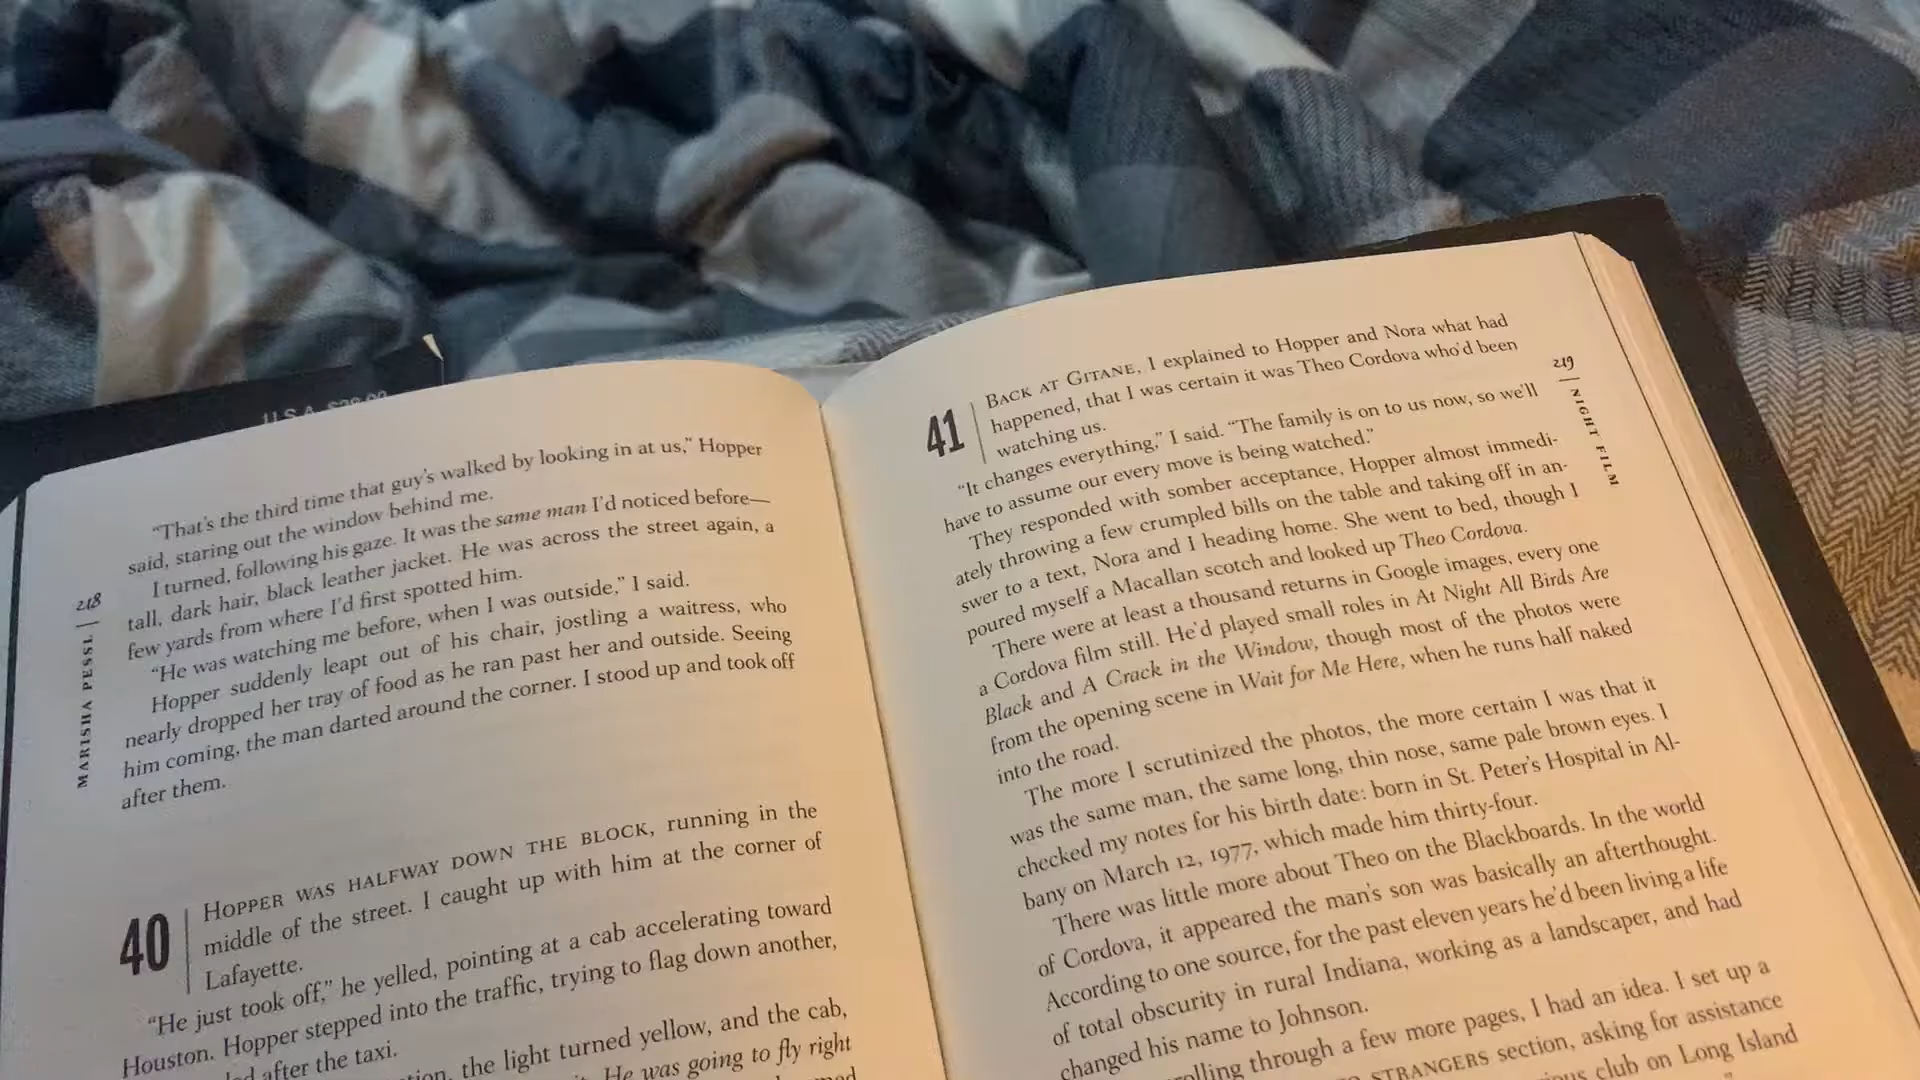 U.S.A. $28.00
218
MARISHA PESSL
“That’s the third time that guy’s walked by looking in at us,” Hopper
said, staring out the window behind me.
I turned, following his gaze. It was the same man I’d noticed before—
tall, dark hair, black leather jacket. He was across the street again, a
few yards from where I’d first spotted him.
“He was watching me before, when I was outside,” I said.
Hopper suddenly leapt out of his chair, jostling a waitress, who
nearly dropped her tray of food as he ran past her and outside. Seeing
him coming, the man darted around the corner. I stood up and took off
after them.
40
HOPPER WAS HALFWAY DOWN THE BLOCK, running in the
middle of the street. I caught up with him at the corner of
Lafayette.
“He just took off,” he yelled, pointing at a cab accelerating toward
Houston. Hopper stepped into the traffic, trying to flag down another,
after the taxi.
the light turned yellow, and the cab,
He was going to fly right
219
NIGHT FILM
41
BACK AT GITANE, I explained to Hopper and Nora what had
happened, that I was certain it was Theo Cordova who’d been
watching us.
“It changes everything,” I said. “The family is on to us now, so we’ll
have to assume our every move is being watched.”
They responded with somber acceptance, Hopper almost immedi-
ately throwing a few crumpled bills on the table and taking off in an-
swer to a text, Nora and I heading home. She went to bed, though I
poured myself a Macallan scotch and looked up Theo Cordova.
There were at least a thousand returns in Google images, every one
a Cordova film still. He’d played small roles in At Night All Birds Are
Black and A Crack in the Window, though most of the photos were
from the opening scene in Wait for Me Here, when he runs half naked
into the road.
The more I scrutinized the photos, the more certain I was that it
was the same man, the same long, thin nose, same pale brown eyes. I
checked my notes for his birth date: born in St. Peter’s Hospital in Al-
bany on March 12, 1977, which made him thirty-four.
There was little more about Theo on the Blackboards. In the world
of Cordova, it appeared the man’s son was basically an afterthought.
According to one source, for the past eleven years he’d been living a life
of total obscurity in rural Indiana, working as a landscaper, and had
changed his name to Johnson.
through a few more pages, I had an idea. I set up a
STRANGERS section, asking for assistance
club on Long Island